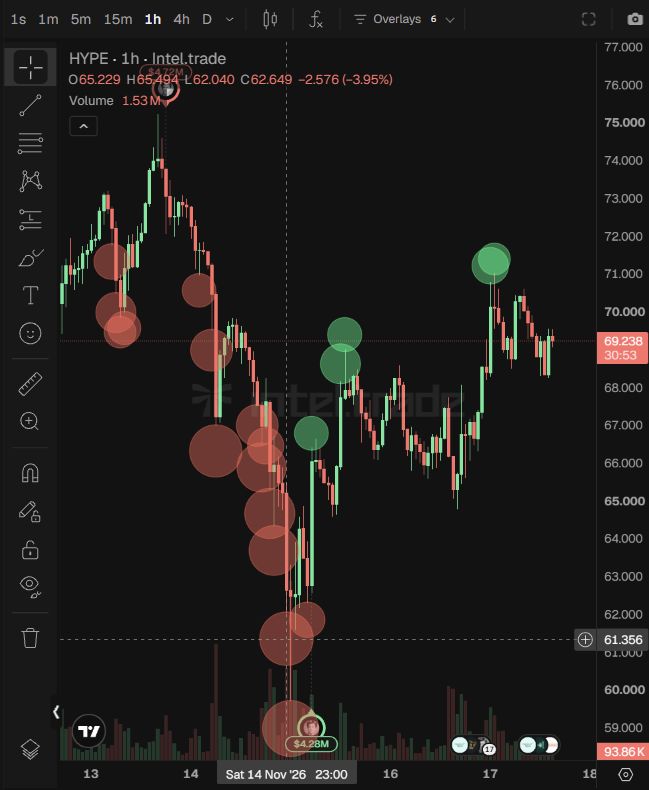 1s 1m 5m 15m 1h 4h D Overlays 6
HYPE · 1h · Intel.trade
$4.72M
O65.229 H65.494 L62.040 C62.649 −2.576 (−3.95%)
Volume 1.53M
77.000
76.000
75.000
74.000
73.000
72.000
71.000
70.000
69.238
30:53
68.000
intel.trade
67.000
66.000
65.000
64.000
63.000
62.000
61.356
61.000
60.000
59.000
$4.28M
17
93.86K
13 14 Sat 14 Nov '26 23:00 16 17 18